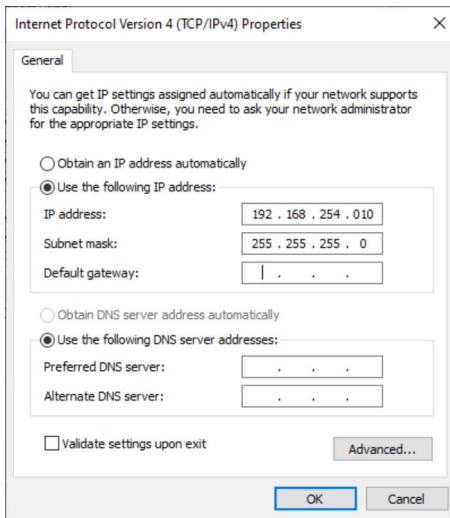 Internet Protocol Version 4 (TCP/IPv4) Properties
General
You can get IP settings assigned automatically if your network supports
this capability. Otherwise, you need to ask your network administrator
for the appropriate IP settings.
Obtain an IP address automatically
Use the following IP address:
IP address: 192 . 168 . 254 . 010
Subnet mask: 255 . 255 . 255 . 0
Default gateway: . . .
Obtain DNS server address automatically
Use the following DNS server addresses:
Preferred DNS server: . . .
Alternate DNS server: . . .
Validate settings upon exit
Advanced...
OK Cancel